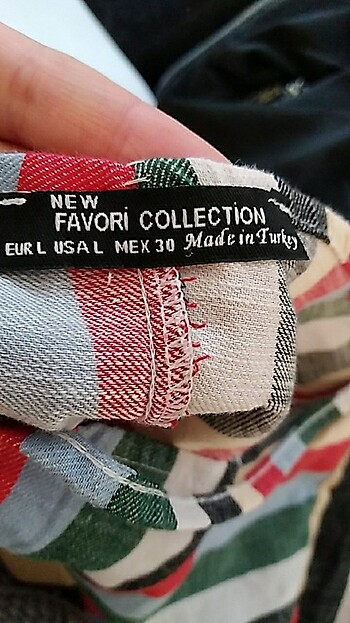 NEW
FAVORİ COLLECTION
EUR L USA L MEX 30 Made in Turkey